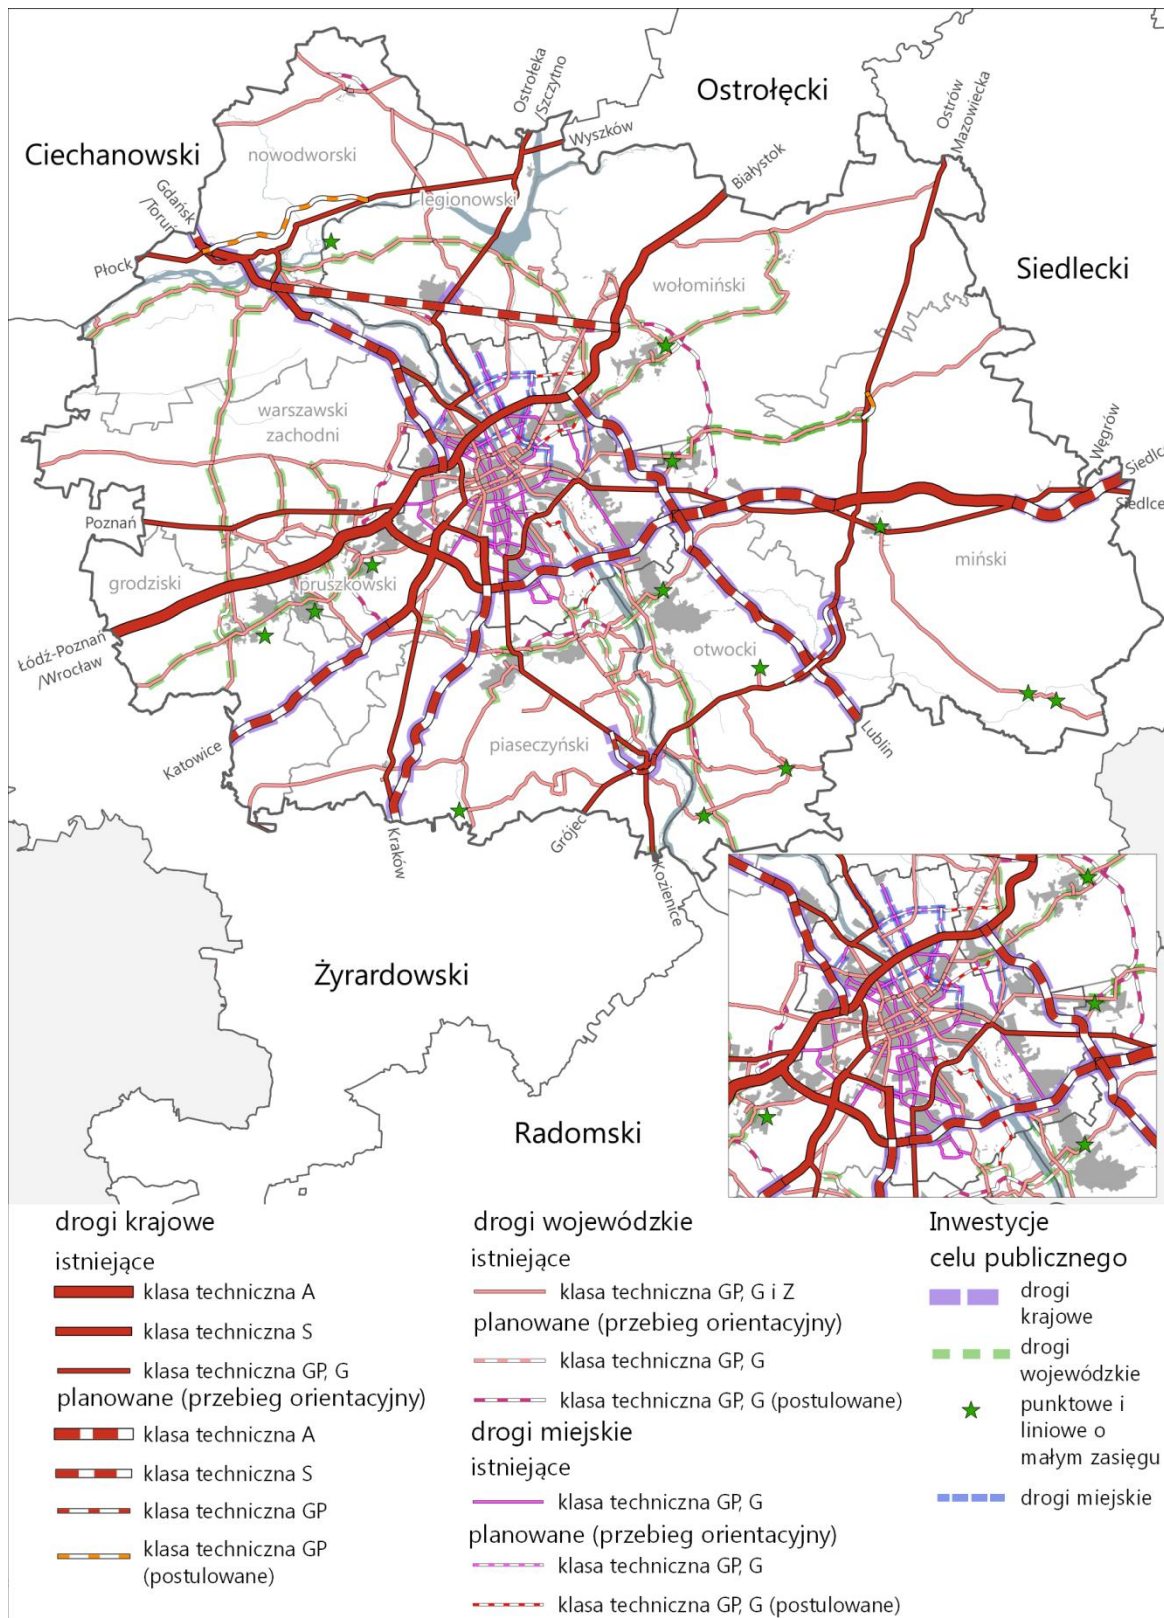 Ostrołęka
/Szczytno
Ostrołęcki
Ostrów
Mazowiecka
Wyszków
Ciechanowski
nowodworski
Białystok
Gdańsk
/Toruń
legionowski
Płock
wołomiński
Siedlecki
warszawski
zachodni
Węgrów
Siedlc
Siedlce
Poznań
miński
grodziski
pruszkowski
Łódź-Poznań
/Wrocław
otwocki
Lublin
Katowice
piaseczyński
Kraków
Grójec
Kozienice
Żyrardowski
Radomski
drogi krajowe
istniejące
klasa techniczna A
klasa techniczna S
klasa techniczna GP, G
planowane (przebieg orientacyjny)
klasa techniczna A
klasa techniczna S
klasa techniczna GP
klasa techniczna GP
(postulowane)
drogi wojewódzkie
istniejące
klasa techniczna GP, G i Z
planowane (przebieg orientacyjny)
klasa techniczna GP, G
klasa techniczna GP, G (postulowane)
drogi miejskie
istniejące
klasa techniczna GP, G
planowane (przebieg orientacyjny)
klasa techniczna GP, G
klasa techniczna GP, G (postulowane)
Inwestycje
celu publicznego
drogi
krajowe
drogi
wojewódzkie
punktowe i
liniowe o
małym zasięgu
drogi miejskie